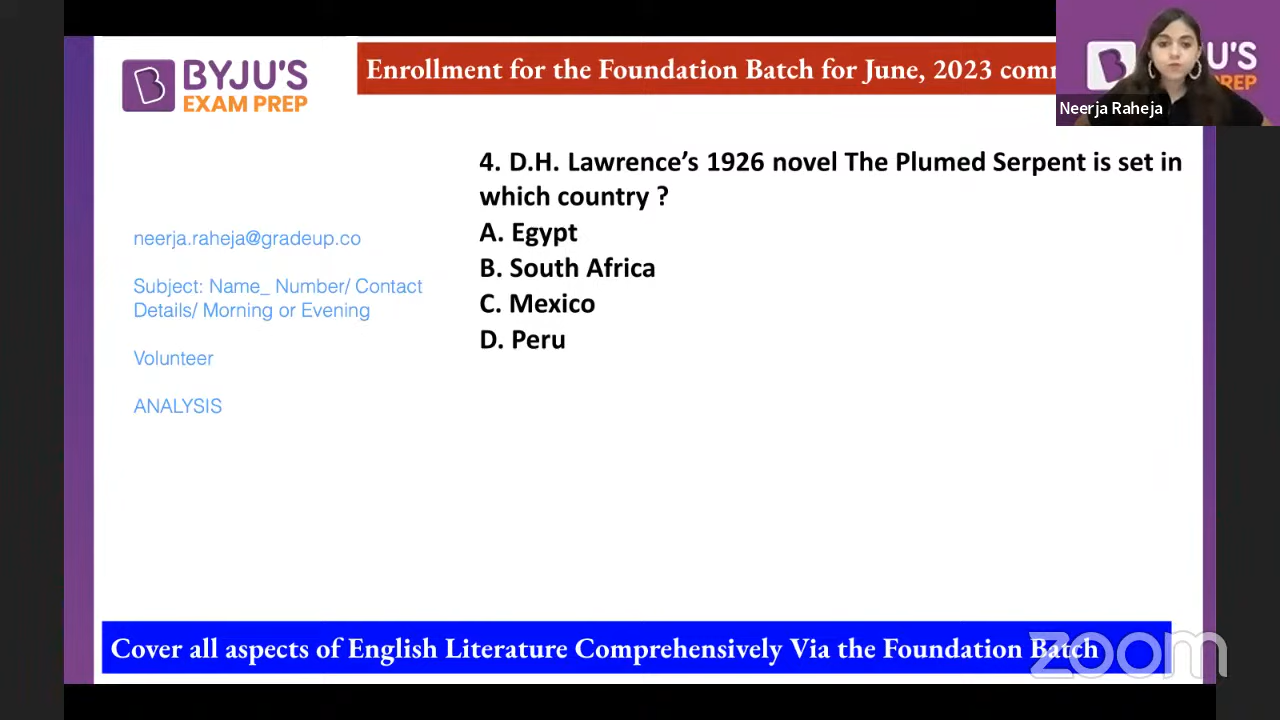 BYJU'S
EXAM PREP
Enrollment for the Foundation Batch for June, 2023
Neerja Raheja
4. D.H. Lawrence’s 1926 novel The Plumed Serpent is set in
which country ?
A. Egypt
B. South Africa
C. Mexico
D. Peru
neerja.raheja@gradeup.co
Subject: Name_ Number/ Contact
Details/ Morning or Evening
Volunteer
ANALYSIS
Cover all aspects of English Literature Comprehensively Via the Foundation Batch
zoom